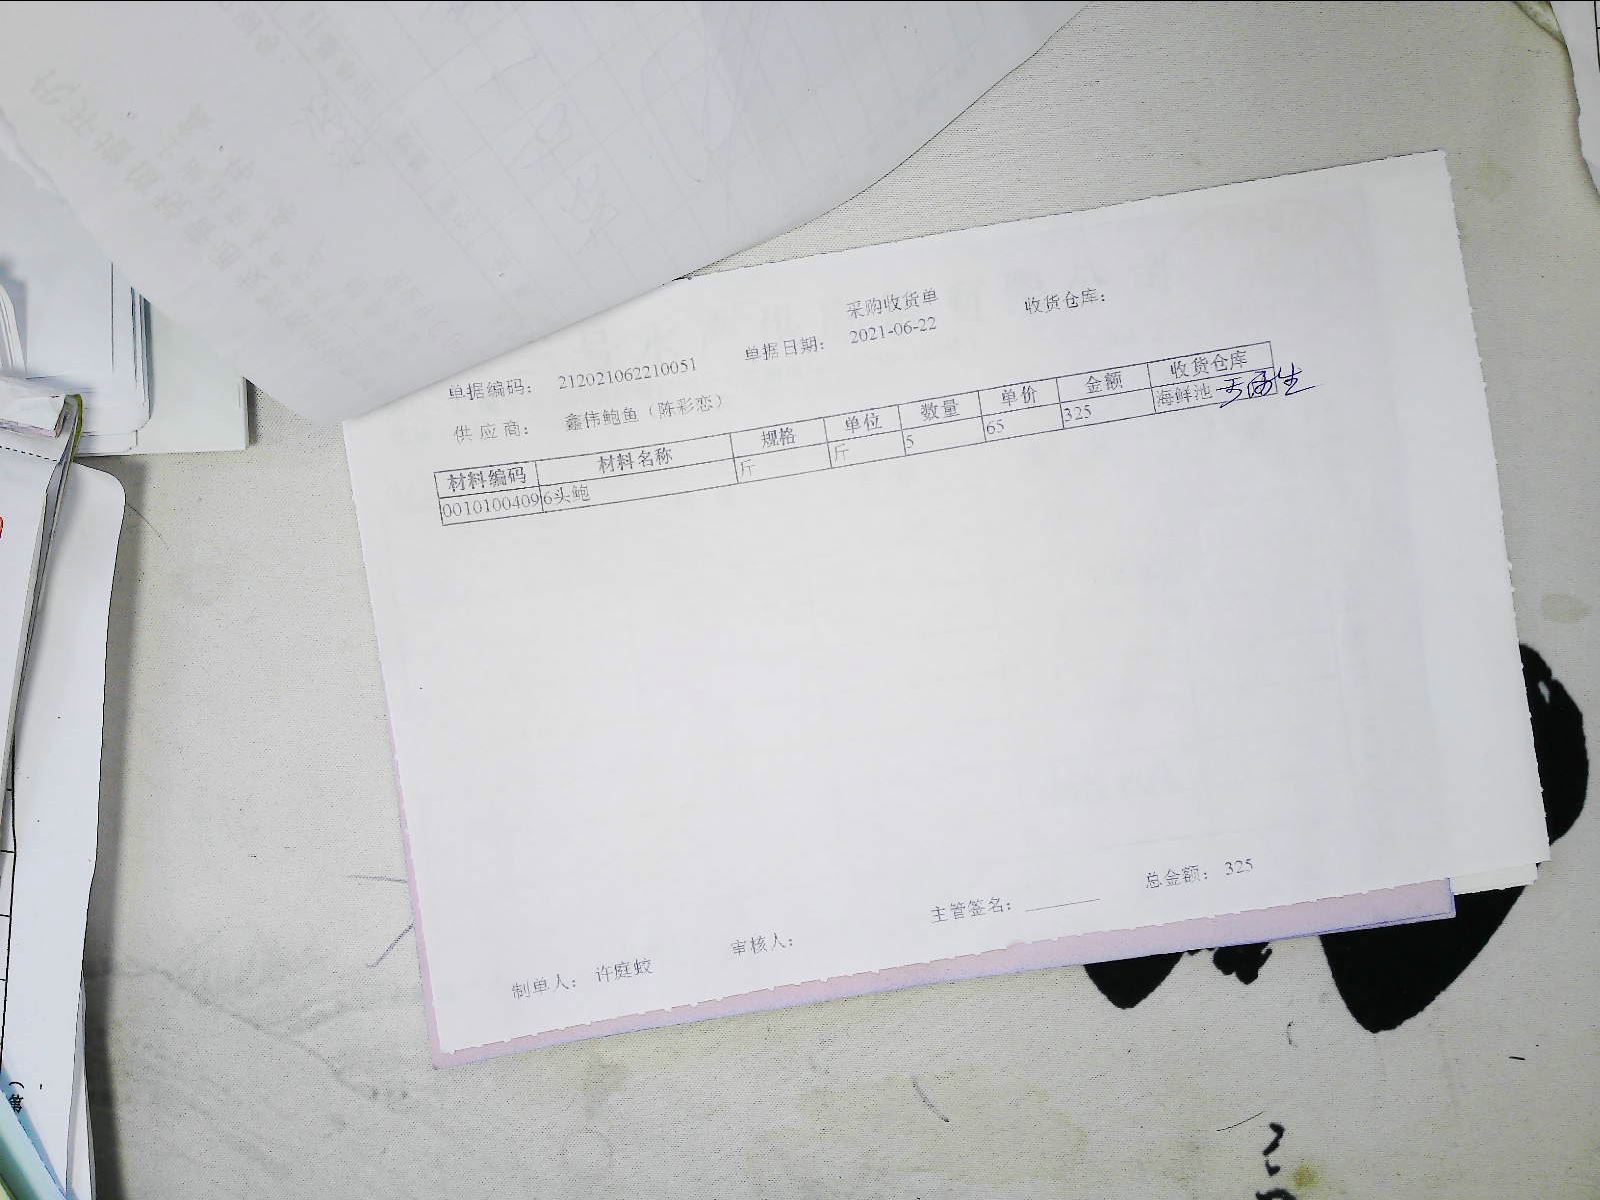 采购收货单
单据编码： 212021062210051 单据日期： 2021-06-22 收货仓库：
供应商： 鑫伟鲍鱼（陈彩恋）
材料编码 材料名称 规格 单位 数量 单价 金额 收货仓库
0010100409 6头鲍 斤 斤 5 65 325 海鲜池
制单人： 许庭蛟 审核人： 主管签名： 总金额： 325